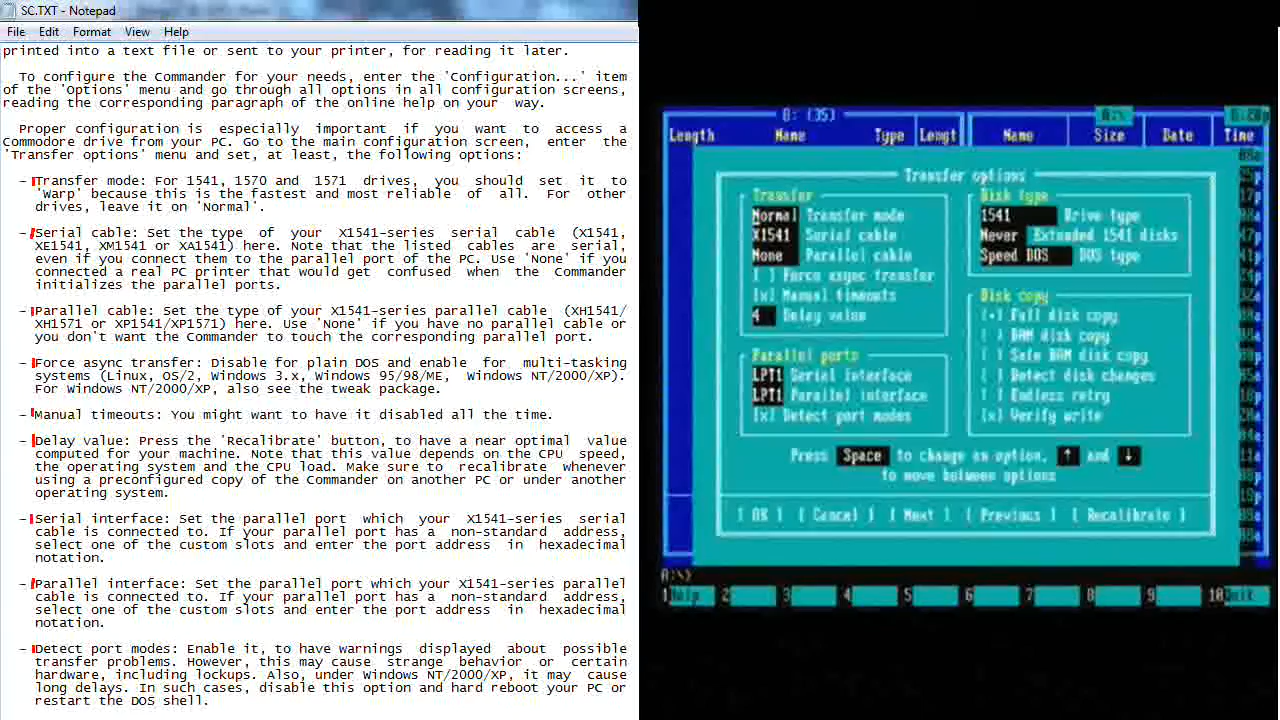 SC.TXT - Notepad
File Edit Format View Help
printed into a text file or sent to your printer, for reading it later.
To configure the Commander for your needs, enter the 'Configuration...' item
of the 'Options' menu and go through all options in all configuration screens,
reading the corresponding paragraph of the online help on your way.
Proper configuration is especially important if you want to access a
Commodore drive from your PC. Go to the main configuration screen, enter the
'Transfer options' menu and set, at least, the following options:
- Transfer mode: For 1541, 1570 and 1571 drives, you should set it to
'Warp' because this is the fastest and most reliable of all. For other
drives, leave it on 'Normal'.
- Serial cable: Set the type of your X1541-series serial cable (X1541,
XE1541, XM1541 or XA1541) here. Note that the listed cables are serial,
even if you connect them to the parallel port of the PC. Use 'None' if you
connected a real PC printer that would get confused when the Commander
initializes the parallel ports.
- Parallel cable: Set the type of your X1541-series parallel cable (XH1541/
XH1571 or XP1541/XP1571) here. Use 'None' if you have no parallel cable or
you don't want the Commander to touch the corresponding parallel port.
- Force async transfer: Disable for plain DOS and enable for multi-tasking
systems (Linux, OS/2, Windows 3.X, Windows 95/98/ME, Windows NT/2000/XP).
For Windows NT/2000/XP, also see the tweak package.
- Manual timeouts: You might want to have it disabled all the time.
- Delay value: Press the 'Recalibrate' button, to have a near optimal value
computed for your machine. Note that this value depends on the CPU speed,
the operating system and the CPU load. Make sure to recalibrate whenever
using a preconfigured copy of the Commander on another PC or under another
operating system.
- Serial interface: Set the parallel port which your X1541-series serial
cable is connected to. If your parallel port has a non-standard address,
select one of the custom slots and enter the port address in hexadecimal
notation.
- Parallel interface: Set the parallel port which your X1541-series parallel
cable is connected to. If your parallel port has a non-standard address,
select one of the custom slots and enter the port address in hexadecimal
notation.
- Detect port modes: Enable it, to have warnings displayed about possible
transfer problems. However, this may cause strange behavior or certain
hardware, including lockups. Also, under Windows NT/2000/XP, it may cause
long delays. In such cases, disable this option and hard reboot your PC or
restart the DOS shell.
Length Name Type Lengt Name Size Date Time
Transfer options
Transfer
Normal Transfer mode
X1541 Serial cable
None Parallel cable
[ ] Force async transfer
[x] Manual timeouts
4 Delay value
Parallel ports
LPT1 Serial interface
LPT1 Parallel interface
[x] Detect port modes
Disk type
1541 Drive type
Never Extended 1541 disks
Speed DOS DOS type
Disk copy
(•) Full disk copy
( ) BAM disk copy
( ) Safe BAM disk copy
[ ] Detect disk changes
[ ] Endless retry
[x] Verify write
Press Space to change an option, ↑ and ↓
to move between options
[ OK ] [ Cancel ] [ Next ] [ Previous ] [ Recalibrate ]
1Help 2 3 4 5 6 7 8 9 10Quit